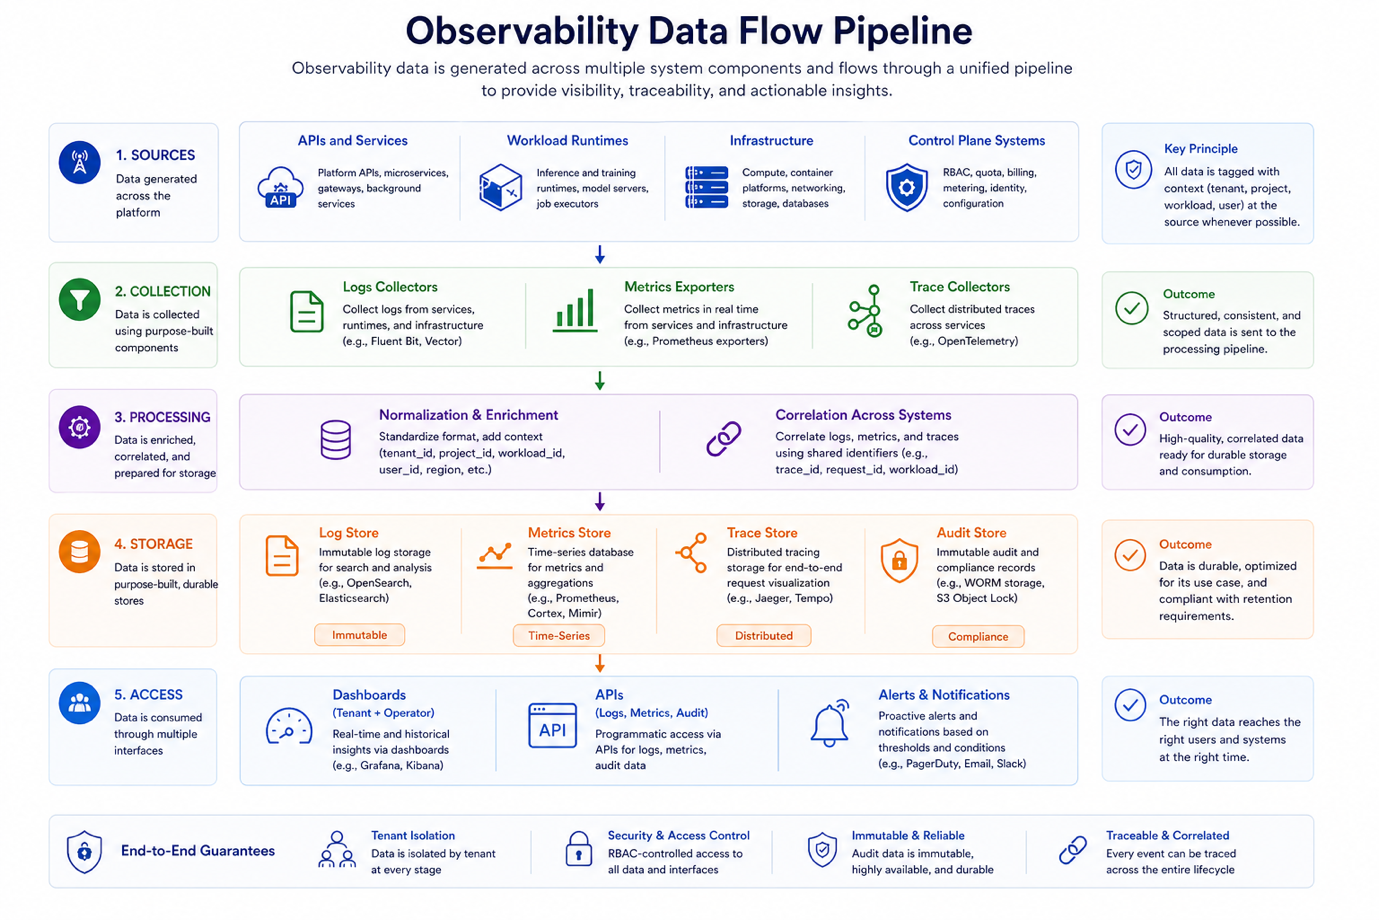 Observability Data Flow Pipeline
Observability data is generated across multiple system components and flows through a unified pipeline
to provide visibility, traceability, and actionable insights.
1. SOURCES
Data generated
across the
platform
APIs and Services
API
Platform APIs, microservices,
gateways, background
services
Workload Runtimes
Inference and training
runtimes, model servers,
job executors
Infrastructure
Compute, container
platforms, networking,
storage, databases
Control Plane Systems
RBAC, quota, billing,
metering, identity,
configuration
Key Principle
All data is tagged with
context (tenant, project,
workload, user) at the
source whenever possible.
2. COLLECTION
Data is collected
using purpose-built
components
Logs Collectors
Collect logs from services,
runtimes, and infrastructure
(e.g., Fluent Bit, Vector)
Metrics Exporters
Collect metrics in real time
from services and infrastructure
(e.g., Prometheus exporters)
Trace Collectors
Collect distributed traces
across services
(e.g., OpenTelemetry)
Outcome
Structured, consistent, and
scoped data is sent to the
processing pipeline.
3. PROCESSING
Data is enriched,
correlated, and
prepared for storage
Normalization & Enrichment
Standardize format, add context
(tenant_id, project_id, workload_id,
user_id, region, etc.)
Correlation Across Systems
Correlate logs, metrics, and traces
using shared identifiers (e.g.,
trace_id, request_id, workload_id)
Outcome
High-quality, correlated data
ready for durable storage
and consumption.
4. STORAGE
Data is stored in
purpose-built, durable
stores
Log Store
Immutable log storage
for search and analysis
(e.g., OpenSearch,
Elasticsearch)
Immutable
Metrics Store
Time-series database
for metrics and
aggregations
(e.g., Prometheus,
Cortex, Mimir)
Time-Series
Trace Store
Distributed tracing
storage for end-to-end
request visualization
(e.g., Jaeger, Tempo)
Distributed
Audit Store
Immutable audit and
compliance records
(e.g., WORM storage,
S3 Object Lock)
Compliance
Outcome
Data is durable, optimized
for its use case, and
compliant with retention
requirements.
5. ACCESS
Data is consumed
through multiple
interfaces
Dashboards
(Tenant + Operator)
Real-time and historical
insights via dashboards
(e.g., Grafana, Kibana)
API
APIs
(Logs, Metrics, Audit)
Programmatic access via
APIs for logs, metrics,
audit data
Alerts & Notifications
Proactive alerts and
notifications based on
thresholds and conditions
(e.g., PagerDuty, Email, Slack)
Outcome
The right data reaches the
right users and systems
at the right time.
End-to-End Guarantees
Tenant Isolation
Data is isolated by tenant
at every stage
Security & Access Control
RBAC-controlled access to
all data and interfaces
Immutable & Reliable
Audit data is immutable,
highly available, and durable
Traceable & Correlated
Every event can be traced
across the entire lifecycle